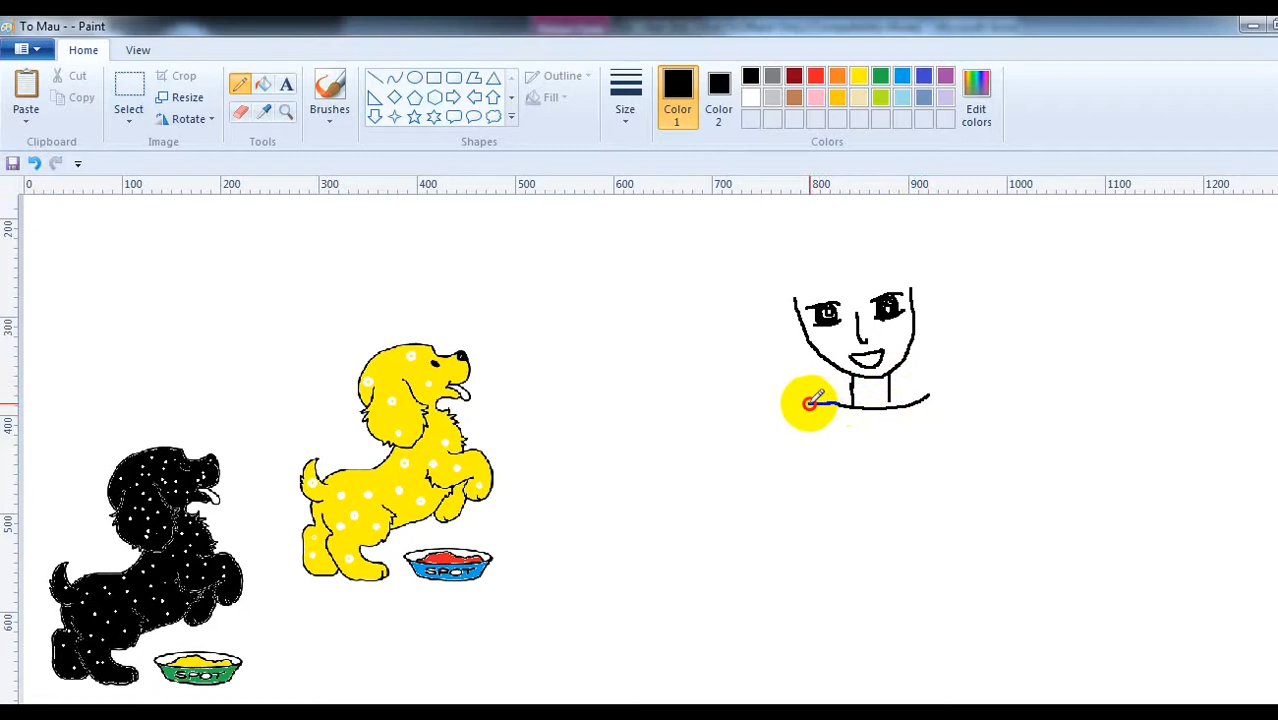 To Mau - - Paint
Home View
Paste
Cut
Copy
Select
Crop
Resize
Rotate
Brushes
Outline
Fill
Size
Color 1
Color 2
Edit colors
Clipboard Image Tools Shapes Colors
0 100 200 300 400 500 600 700 800 900 1000 1100 1200
200
300
400
500
600
SPOT
SPOT